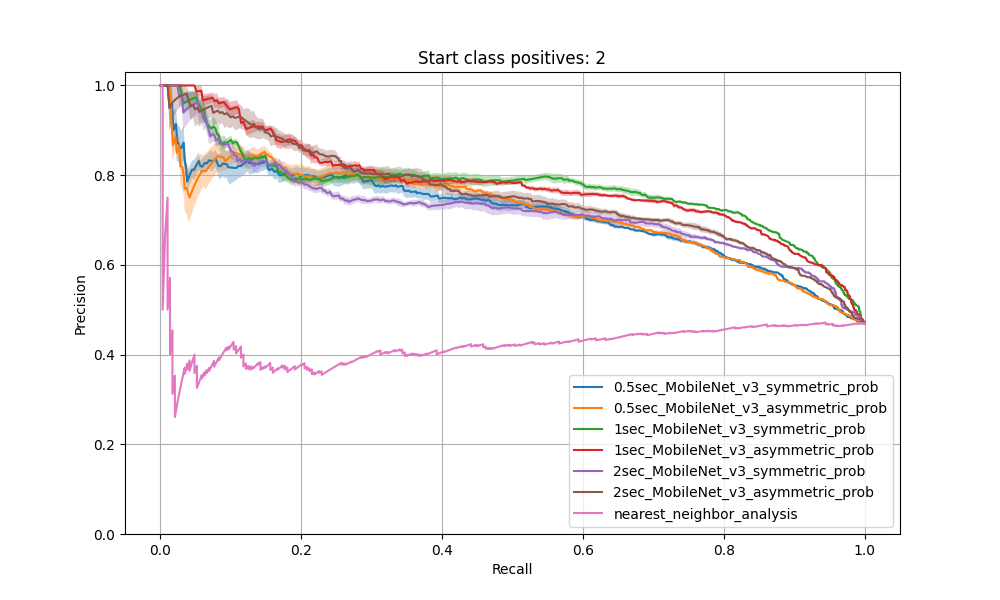 Start class positives: 2
1.0
0.8
0.6
0.4
0.2
0.0
Precision
0.0 0.2 0.4 0.6 0.8 1.0
Recall
0.5sec_MobileNet_v3_symmetric_prob
0.5sec_MobileNet_v3_asymmetric_prob
1sec_MobileNet_v3_symmetric_prob
1sec_MobileNet_v3_asymmetric_prob
2sec_MobileNet_v3_symmetric_prob
2sec_MobileNet_v3_asymmetric_prob
nearest_neighbor_analysis